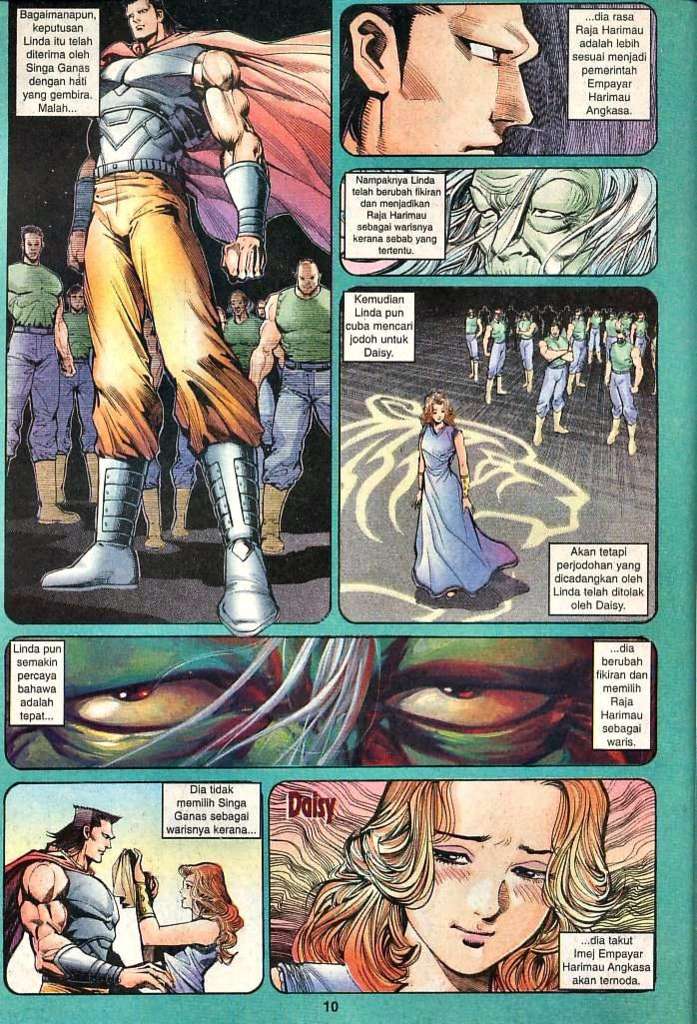 Bagaimanapun,
keputusan
Linda itu telah
diterima oleh
Singa Ganas
dengan hati
yang gembira.
Malah...
...dia rasa
Raja Harimau
adalah lebih
sesuai menjadi
pemerintah
Empayar
Harimau
Angkasa.
Nampaknya Linda
telah berubah fikiran
dan menjadikan
Raja Harimau
sebagai warisnya
kerana sebab yang
tertentu.
Kemudian
Linda pun
cuba mencari
jodoh untuk
Daisy.
Akan tetapi
perjodohan yang
dicadangkan oleh
Linda telah ditolak
oleh Daisy.
Linda pun
semakin
percaya
bahawa
adalah
tepat...
...dia
berubah
fikiran dan
memilih
Raja
Harimau
sebagai
waris.
Dia tidak
memilih Singa
Ganas sebagai
warisnya kerana...
Daisy
...dia takut
Imej Empayar
Harimau Angkasa
akan ternoda.
10